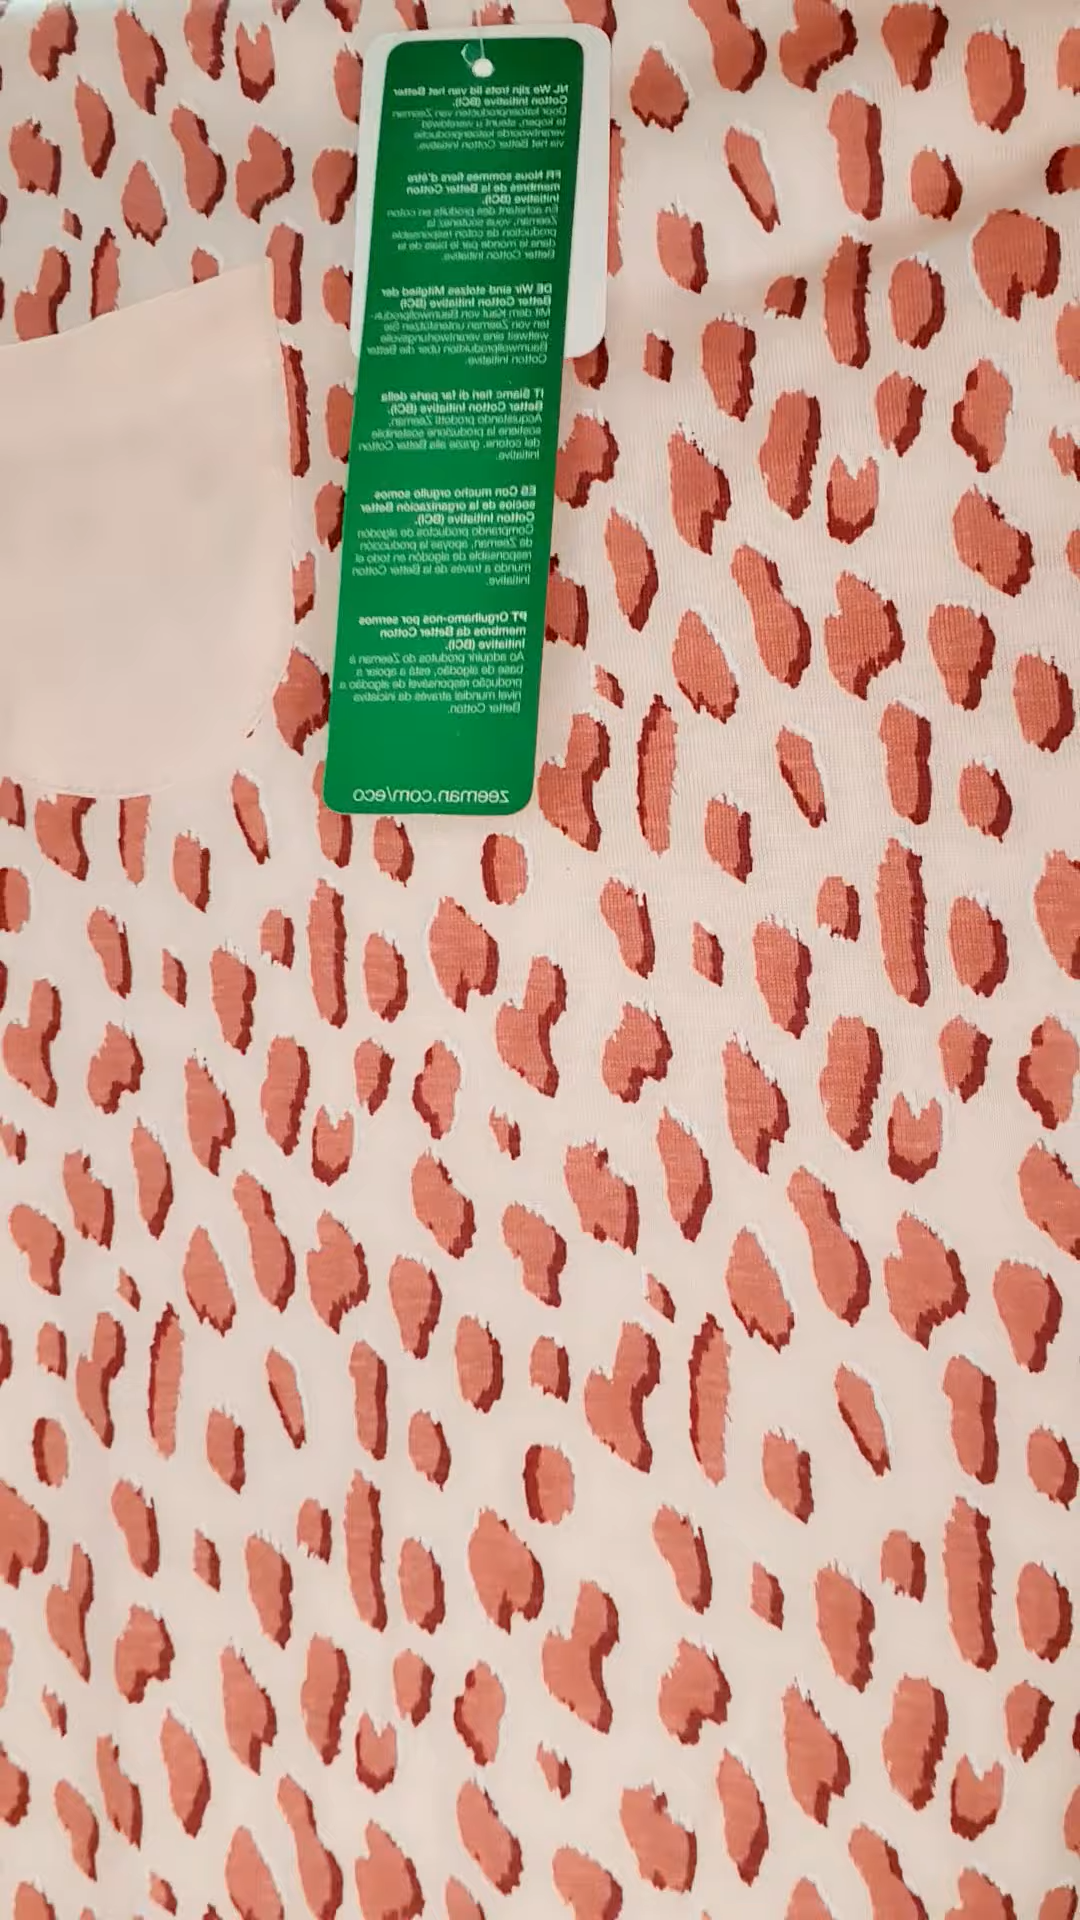 NL We zijn trots lid van het Better
Cotton Initiative (BCI).
Door katoenproducten van Zeeman
te kopen, steunt u wereldwijd
verantwoorde katoenproductie
via het Better Cotton Initiative.
FR Nous sommes fiers d'être
membres de la Better Cotton
Initiative (BCI).
En achetant des produits en coton
Zeeman, vous soutenez la
production de coton responsable
dans le monde par le biais de la
Better Cotton Initiative.
DE Wir sind stolzes Mitglied der
Better Cotton Initiative (BCI)
Mit dem Kauf von Baumwollproduk-
ten von Zeeman unterstützen Sie
weltweit eine verantwortungsvolle
Baumwollproduktion über die Better
Cotton Initiative.
IT Siamo fieri di far parte della
Better Cotton Initiative (BCI).
Acquistando prodotti Zeeman,
sostiene la produzione sostenibile
del cotone, grazie alla Better Cotton
Initiative.
ES Con mucho orgullo somos
socios de la organización Better
Cotton Initiative (BCI).
Comprando productos de algodón
de Zeeman, apoyas la producción
responsable de algodón en todo el
mundo a través de la Better Cotton
Initiative.
PT Orgulhamo-nos por sermos
membros da Better Cotton
Initiative (BCI).
Ao adquirir produtos do Zeeman à
base de algodão, está a apoiar a
produção responsável de algodão a
nível mundial através da iniciativa
Better Cotton.
zeeman.com/eco